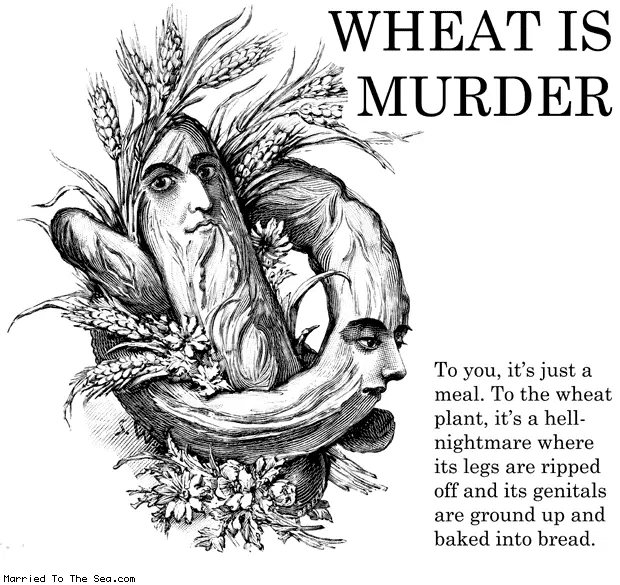 WHEAT IS
MURDER
To you, it's just a
meal. To the wheat
plant, it's a hell-
nightmare where
its legs are ripped
off and its genitals
are ground up and
baked into bread.
Married To The Sea.com